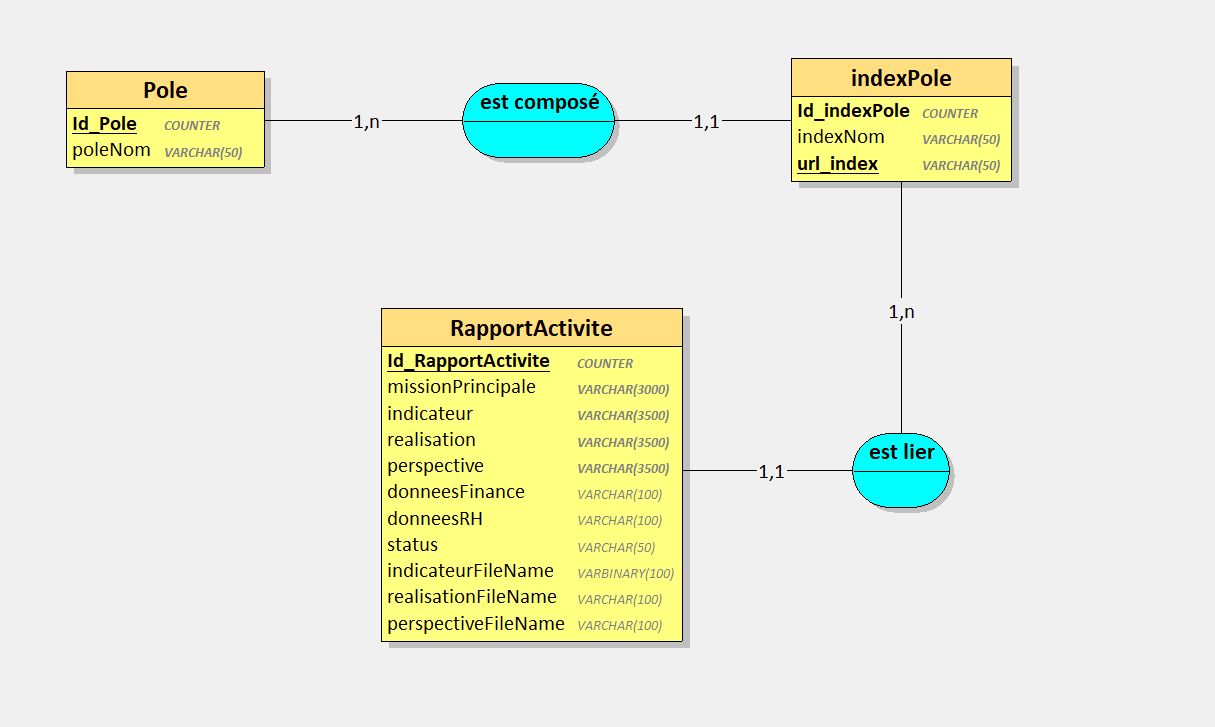 Pole
Id_Pole COUNTER
poleNom VARCHAR(50)
1,n
est composé
1,1
indexPole
Id_indexPole COUNTER
indexNom VARCHAR(50)
url_index VARCHAR(50)
1,n
est lier
1,1
RapportActivite
Id_RapportActivite COUNTER
missionPrincipale VARCHAR(3000)
indicateur VARCHAR(3500)
realisation VARCHAR(3500)
perspective VARCHAR(3500)
donneesFinance VARCHAR(100)
donneesRH VARCHAR(100)
status VARCHAR(50)
indicateurFileName VARBINARY(100)
realisationFileName VARCHAR(100)
perspectiveFileName VARCHAR(100)